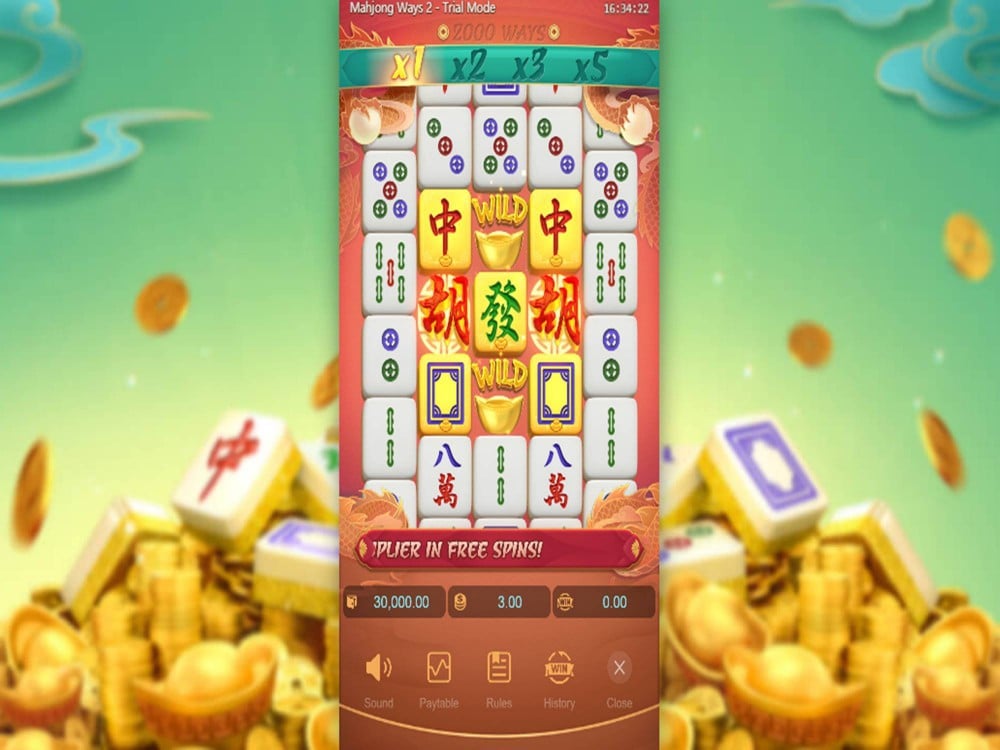 Mahjong Ways 2 - Trial Mode 16:34:22
2000 WAYS
x1 x2 x3 x5
中 WILD 中
胡 發 胡
WILD
八萬 八萬
IPLIER IN FREE SPINS!
30,000.00 3.00 0.00
WIN
Sound Paytable Rules History Close
中